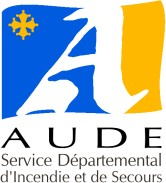 AUDE
Service Départemental
d'Incendie et de Secours